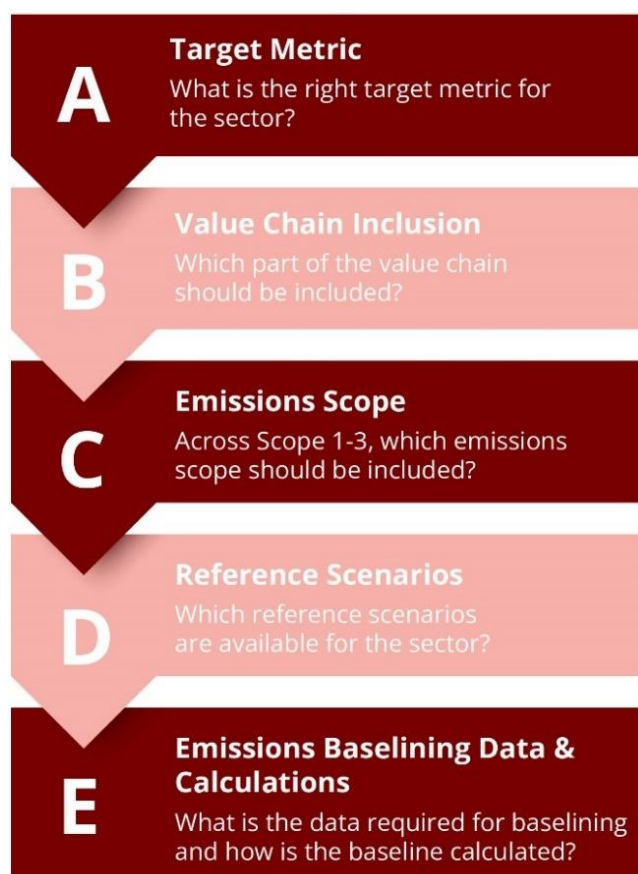 A
Target Metric
What is the right target metric for
the sector?
B
Value Chain Inclusion
Which part of the value chain
should be included?
C
Emissions Scope
Across Scope 1-3, which emissions
scope should be included?
D
Reference Scenarios
Which reference scenarios
are available for the sector?
E
Emissions Baselining Data &
Calculations
What is the data required for baselining
and how is the baseline calculated?